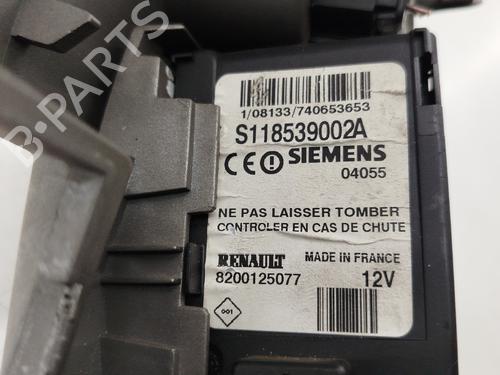 1/08133/740653653
S118539002A
CE SIEMENS
04055
NE PAS LAISSER TOMBER
CONTROLER EN CAS DE CHUTE
RENAULT MADE IN FRANCE
8200125077 12V
001
B-PARTS